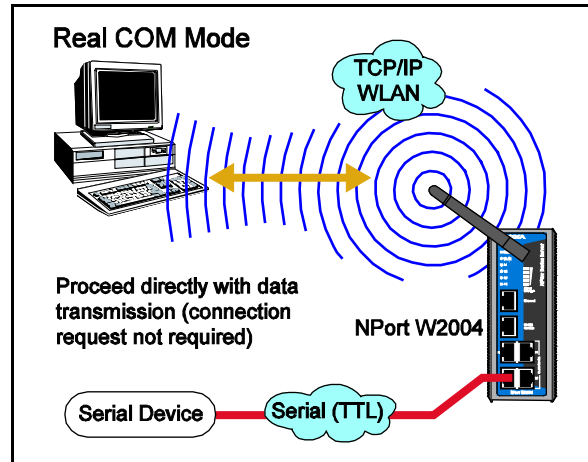 Real COM Mode
TCP/IP
WLAN
Proceed directly with data
transmission (connection
request not required)
NPort W2004
Serial Device
Serial (TTL)